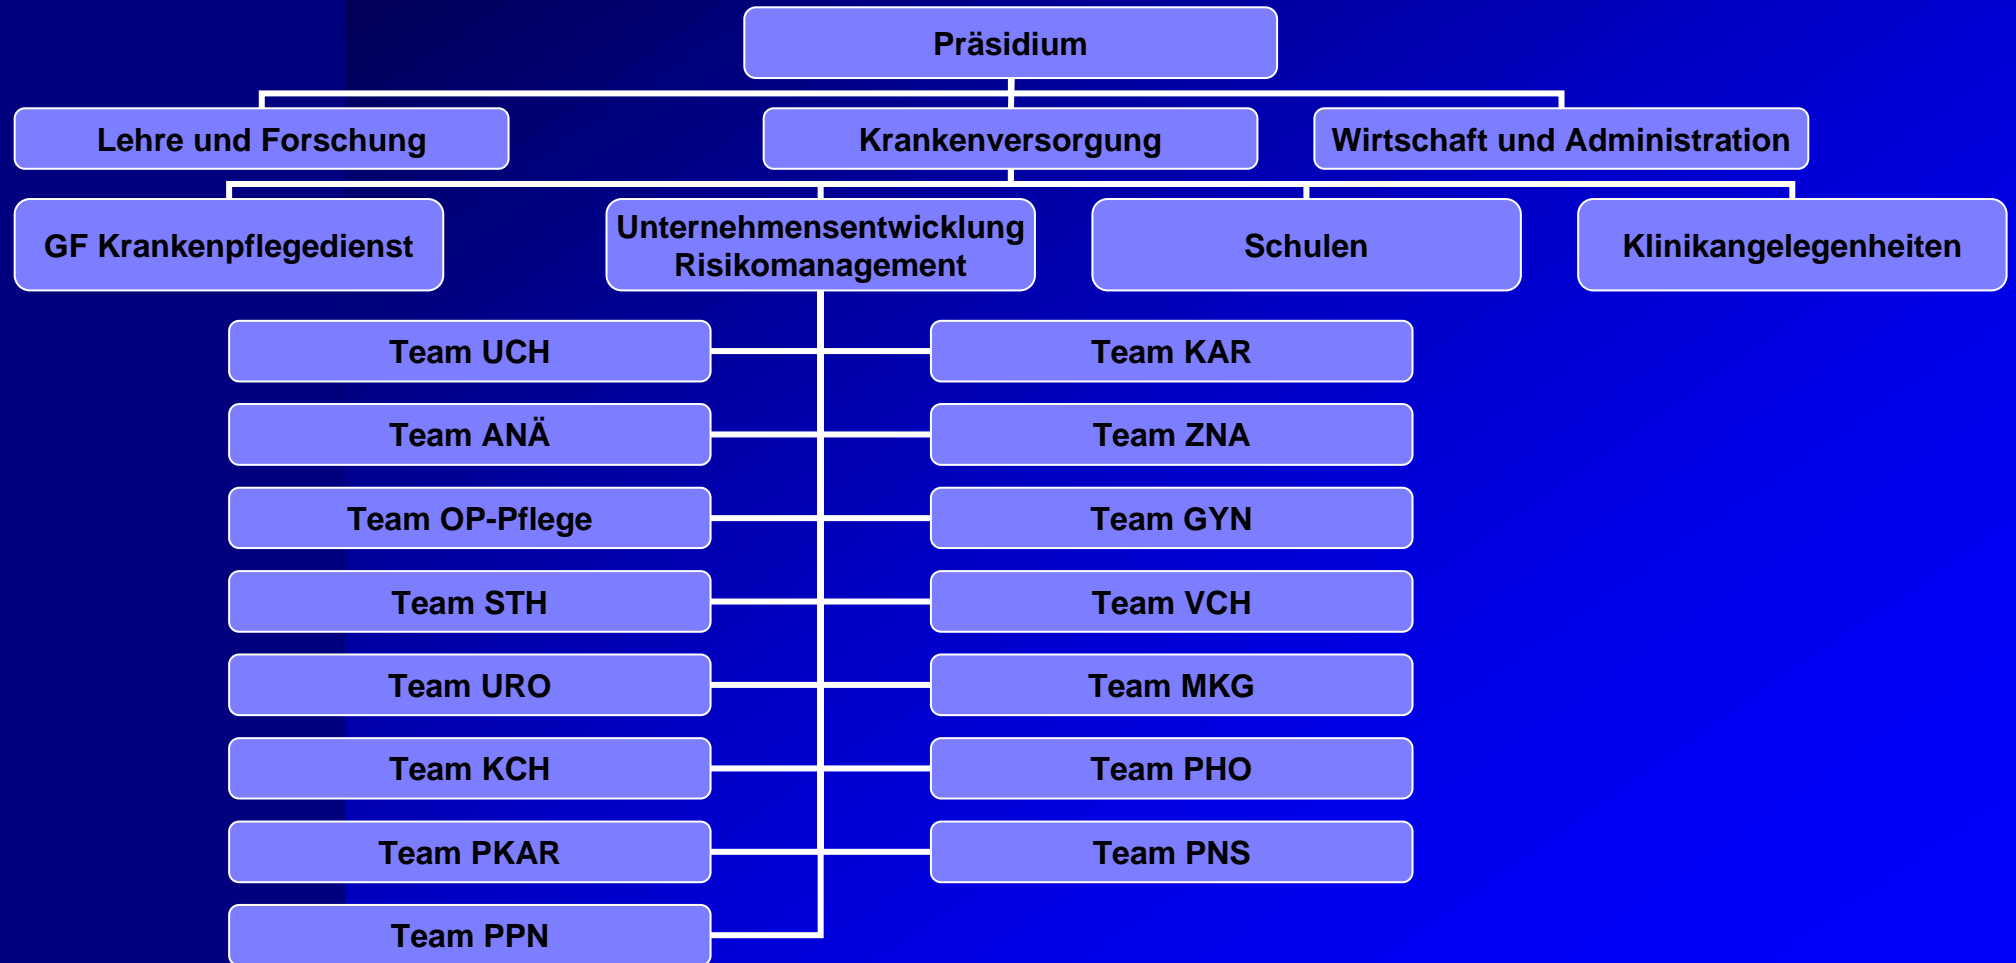 Präsidium
Lehre und Forschung
Krankenversorgung
Wirtschaft und Administration
GF Krankenpflegedienst
Unternehmensentwicklung
Risikomanagement
Schulen
Klinikangelegenheiten
Team UCH
Team KAR
Team ANÄ
Team ZNA
Team OP-Pflege
Team GYN
Team STH
Team VCH
Team URO
Team MKG
Team KCH
Team PHO
Team PKAR
Team PNS
Team PPN